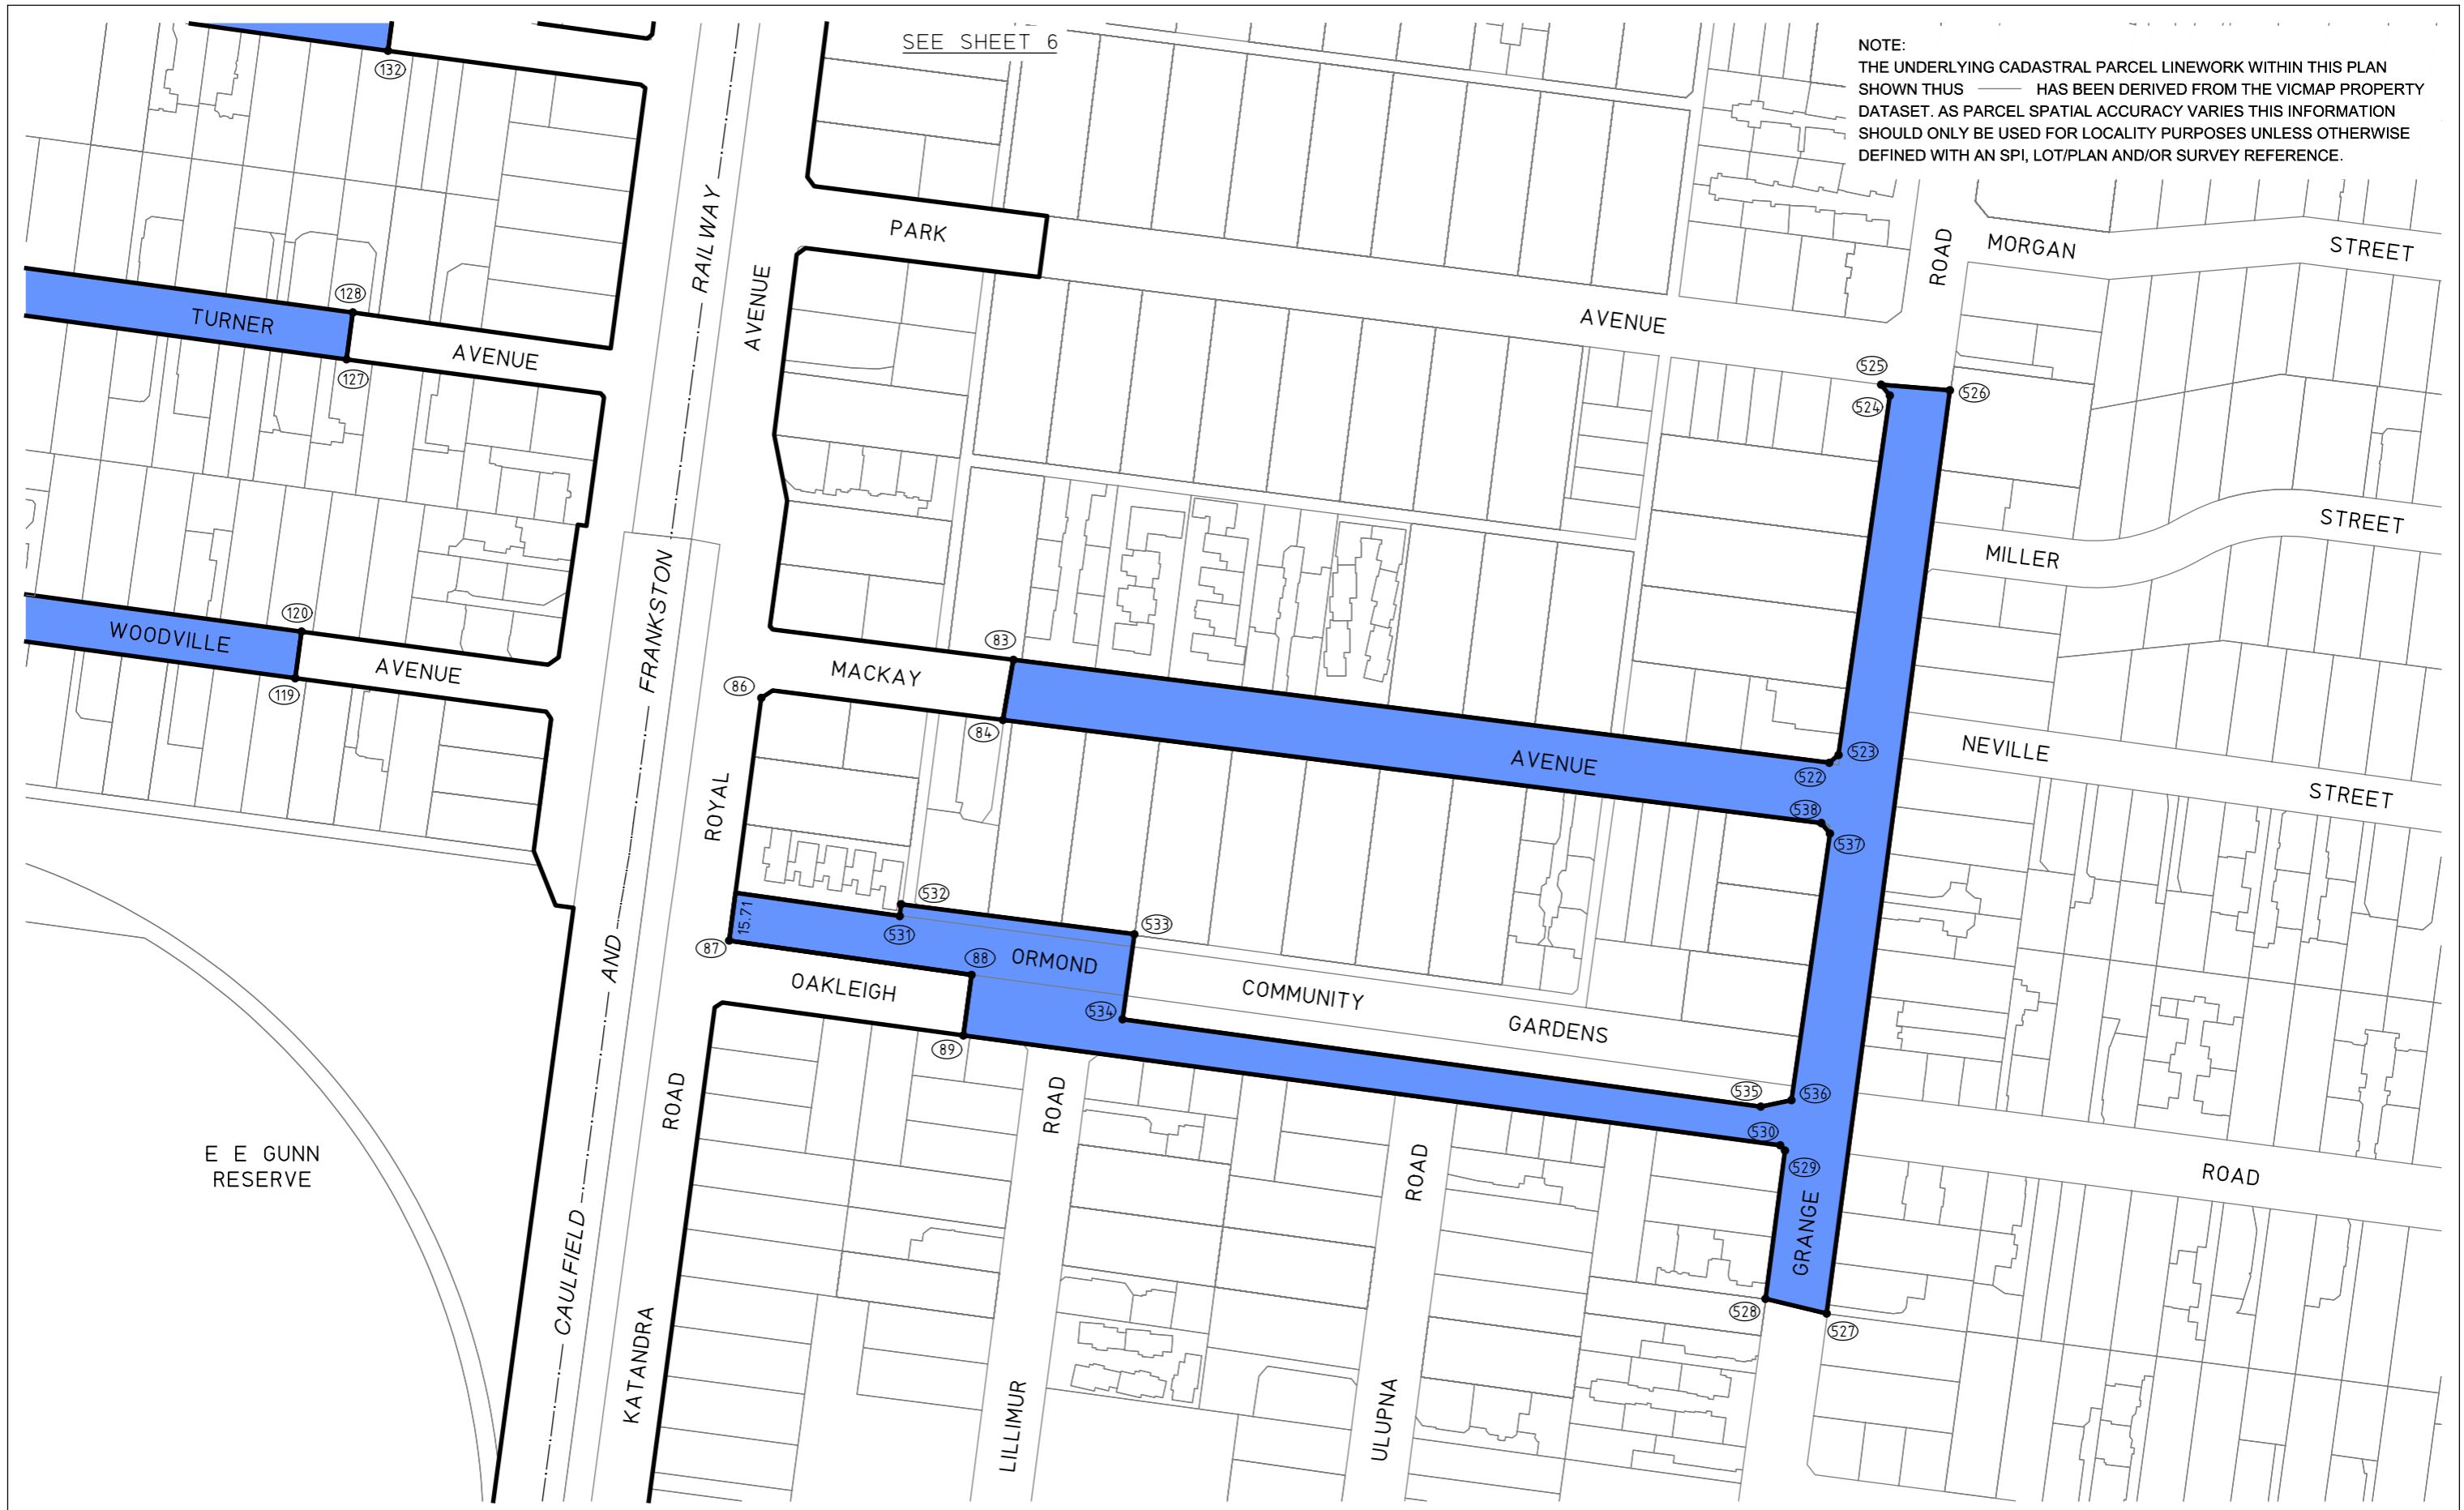 SEE SHEET 6
NOTE:
THE UNDERLYING CADASTRAL PARCEL LINEWORK WITHIN THIS PLAN
SHOWN THUS HAS BEEN DERIVED FROM THE VICMAP PROPERTY
DATASET. AS PARCEL SPATIAL ACCURACY VARIES THIS INFORMATION
SHOULD ONLY BE USED FOR LOCALITY PURPOSES UNLESS OTHERWISE
DEFINED WITH AN SPI, LOT/PLAN AND/OR SURVEY REFERENCE.
132
RAILWAY
PARK
AVENUE
ROAD
MORGAN
STREET
128
TURNER
AVENUE
127
AVENUE
525
526
524
FRANKSTON
STREET
MILLER
120
WOODVILLE
AVENUE
119
83
MACKAY
86
84
AVENUE
523
522
NEVILLE
STREET
538
537
ROYAL
532
15.71
531
533
87
88
ORMOND
AND
OAKLEIGH
COMMUNITY
534
GARDENS
89
ROAD
ROAD
535
536
530
529
E E GUNN
RESERVE
ROAD
ROAD
GRANGE
CAULFIELD
528
527
KATANDRA
LILLIMUR
ULUPNA